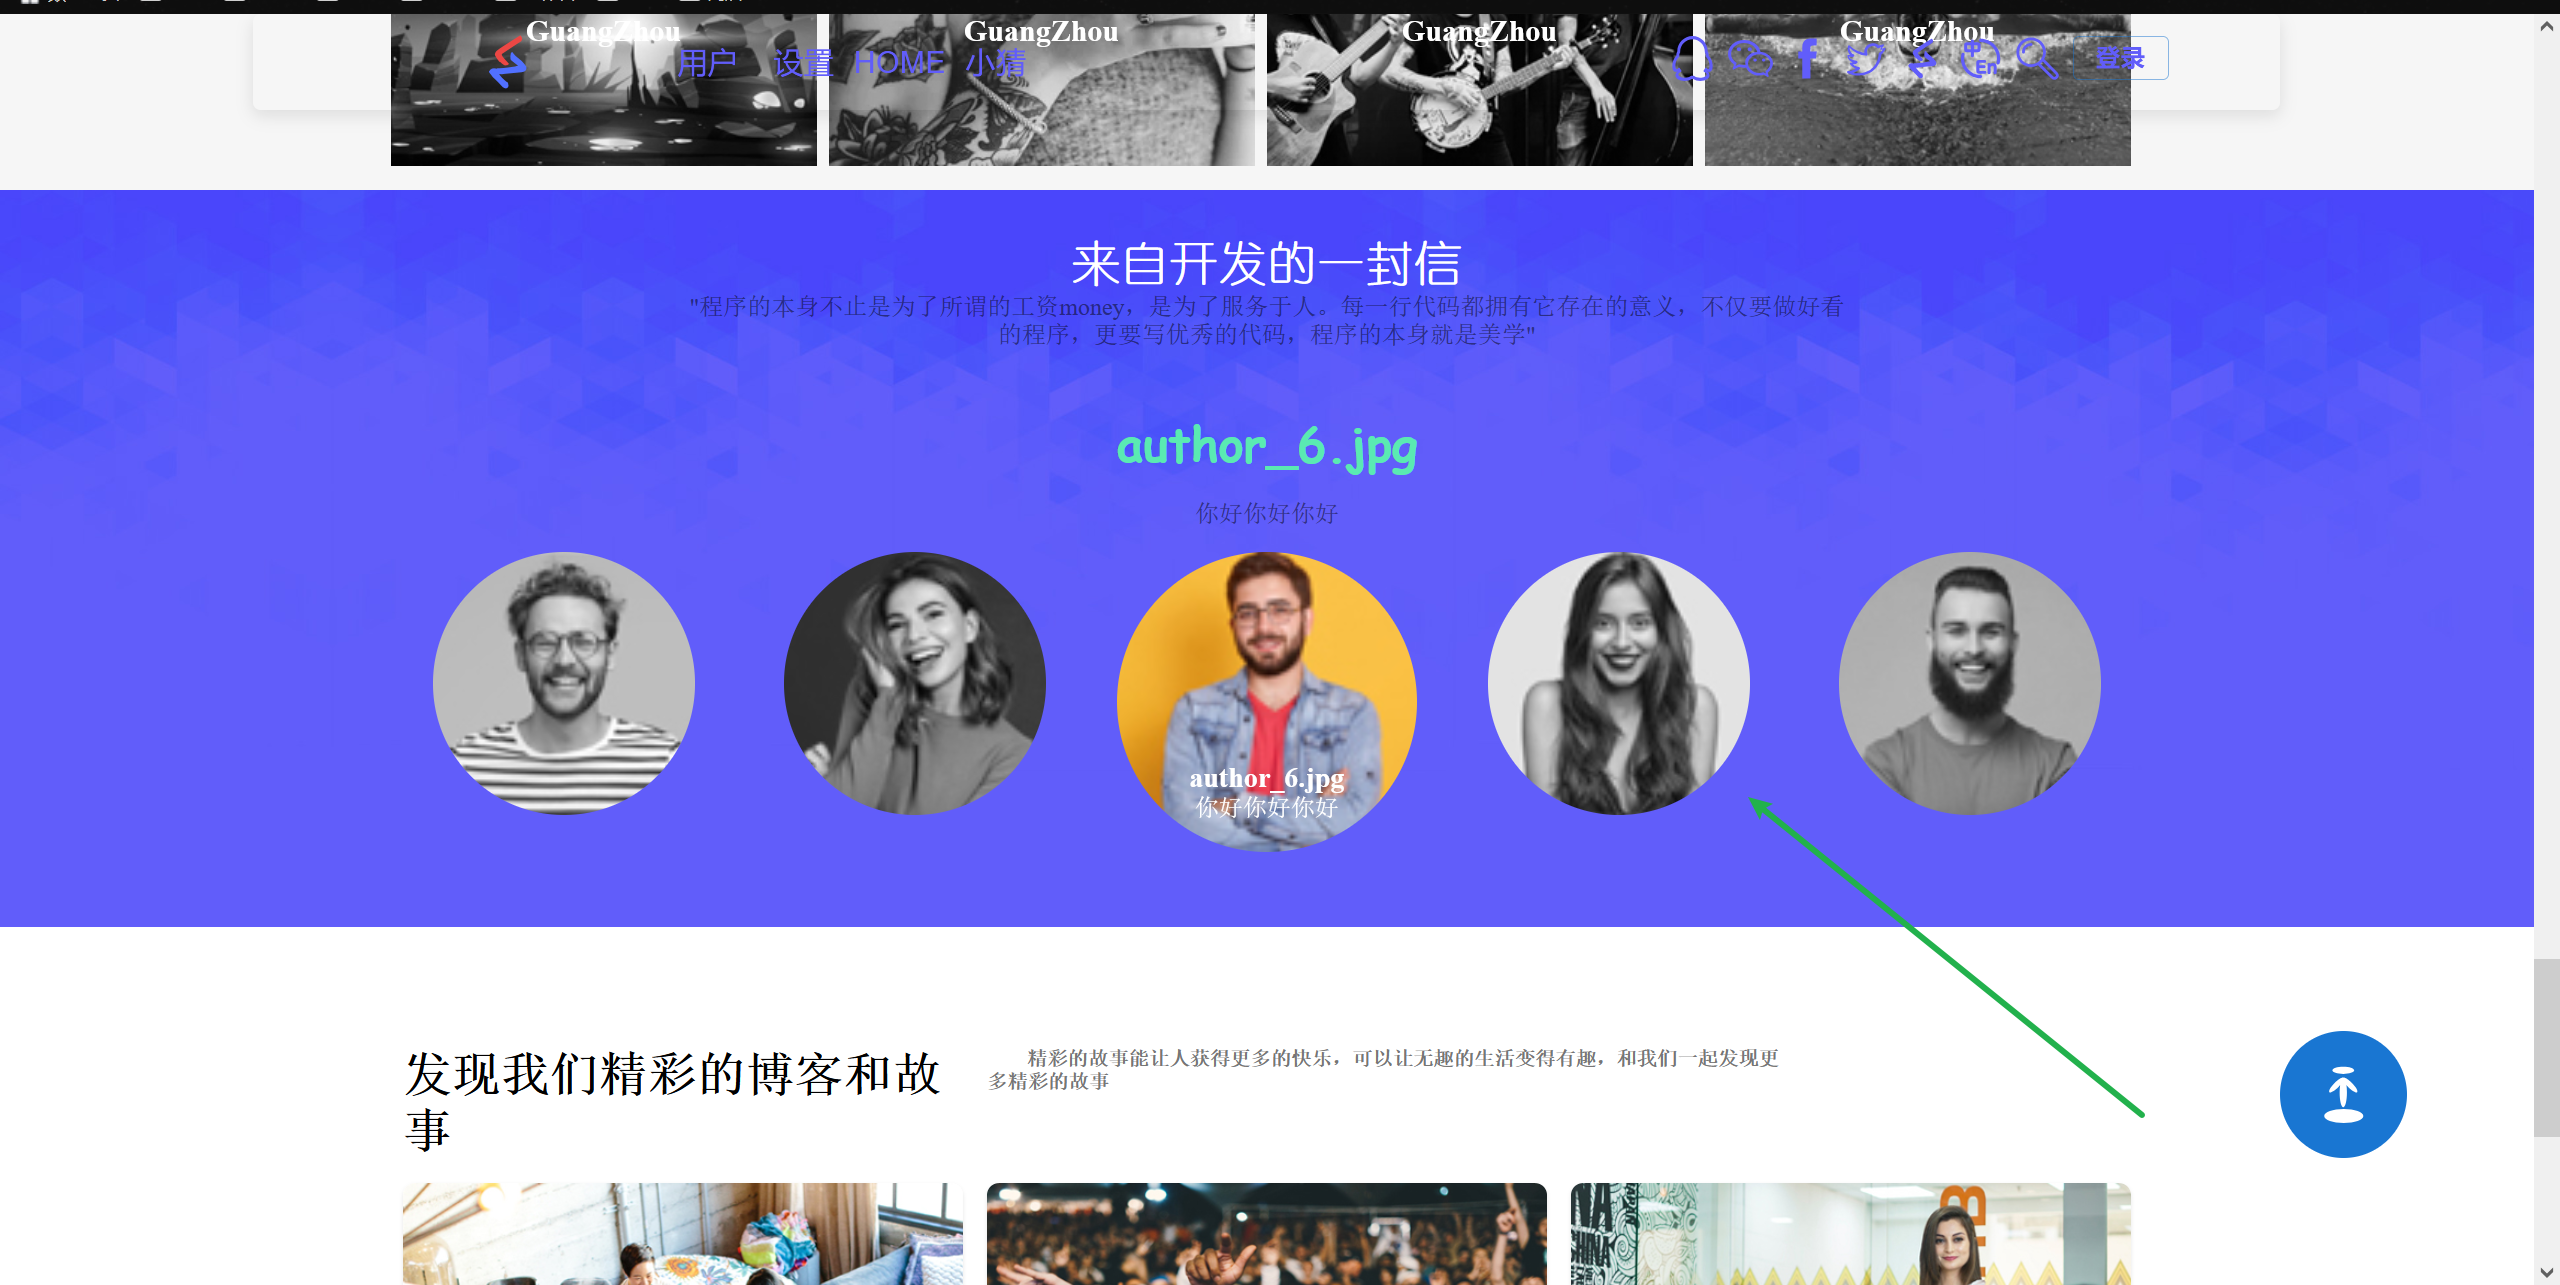 GuangZhou
GuangZhou
GuangZhou
GuangZhou
用户 设置 HOME 小猜
En
登录
来自开发的一封信
"程序的本身不止是为了所谓的工资money，是为了服务于人。每一行代码都拥有它存在的意义，不仅要做好看
的程序，更要写优秀的代码，程序的本身就是美学"
author_6.jpg
你好你好你好
author_6.jpg
你好你好你好
发现我们精彩的博客和故
事
精彩的故事能让人获得更多的快乐，可以让无趣的生活变得有趣，和我们一起发现更
多精彩的故事